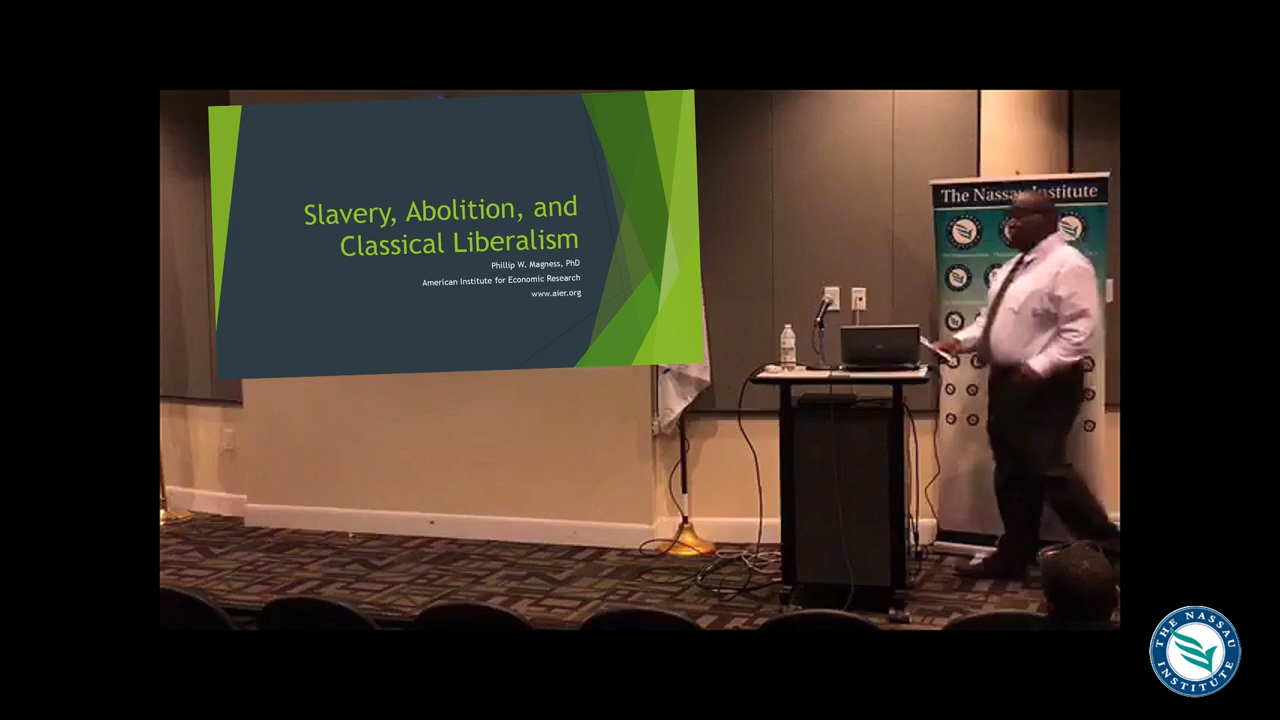 Slavery, Abolition, and
Classical Liberalism
Phillip W. Magness, PhD
American Institute for Economic Research
www.aier.org
The Nassau Institute
THE NASSAU
INSTITUTE